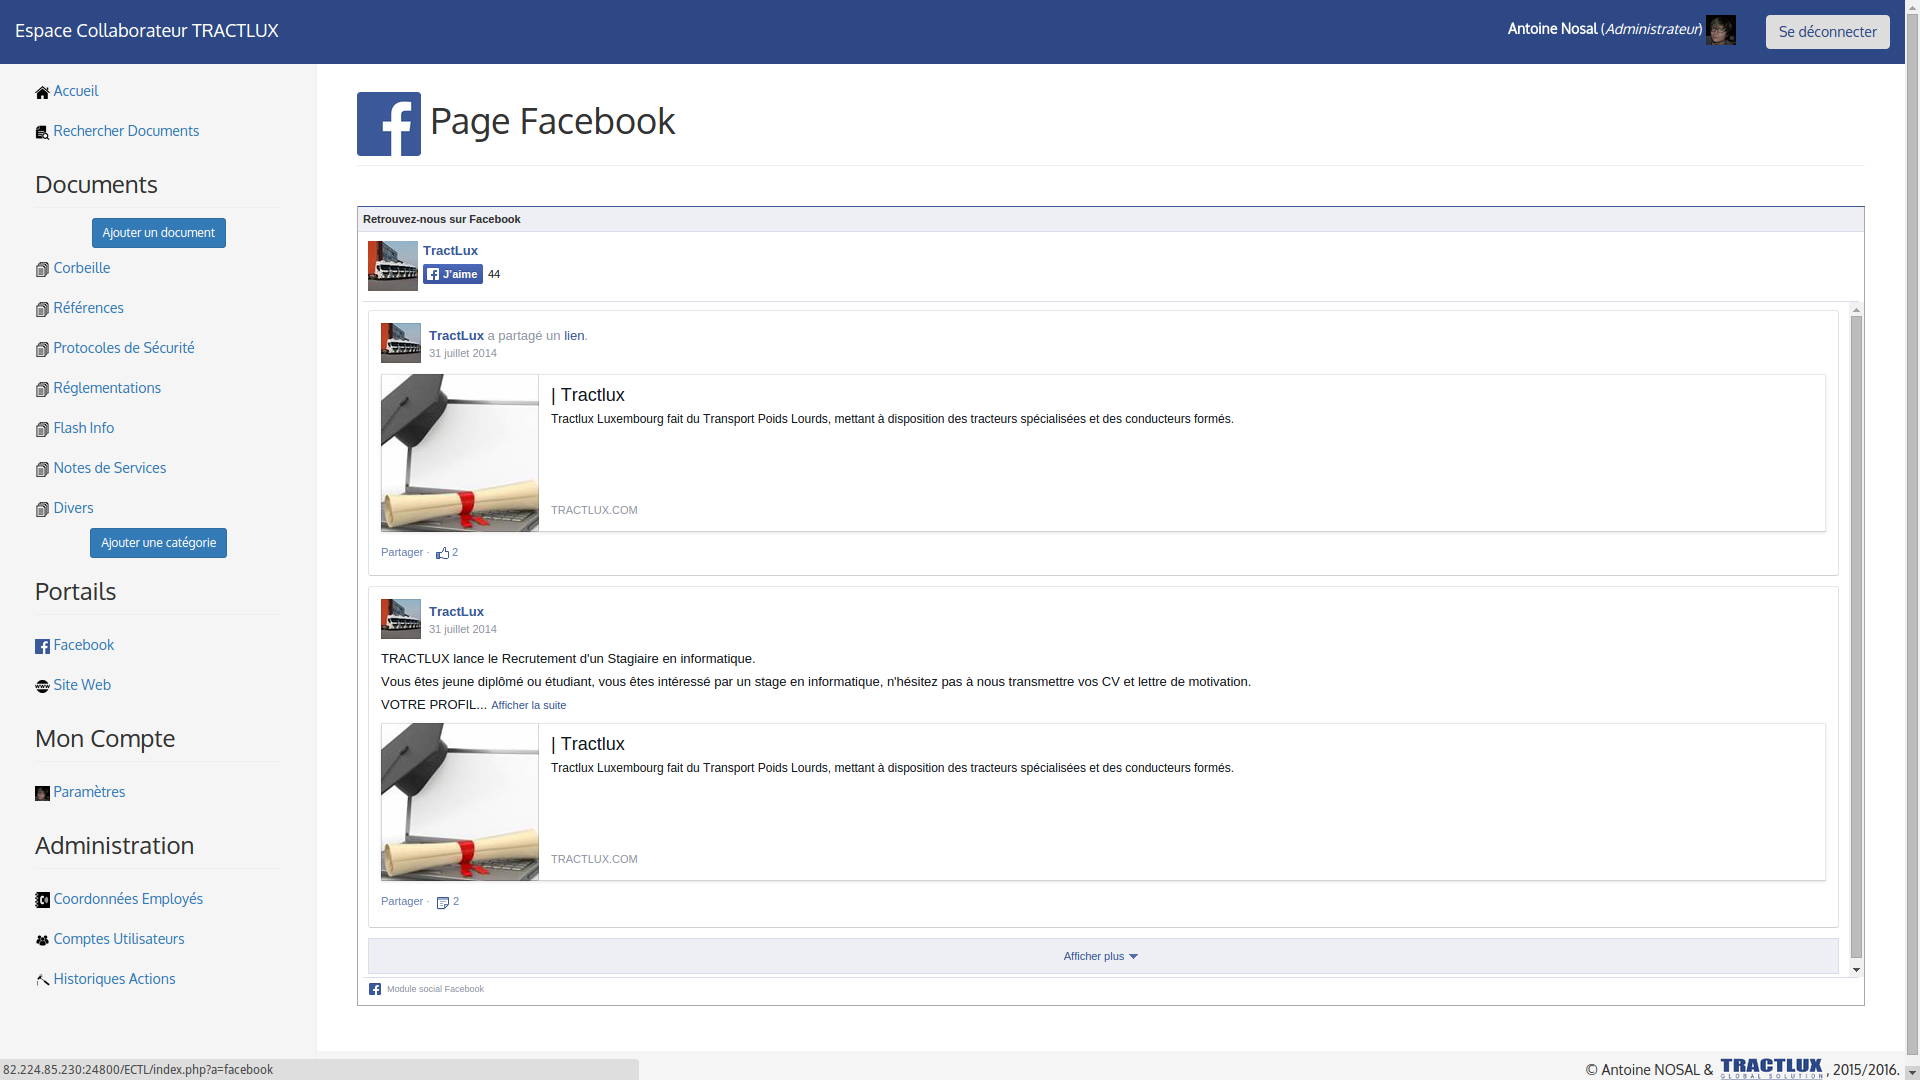 Espace Collaborateur TRACTLUX
Antoine Nosal (Administrateur)
Se déconnecter
Accueil
Rechercher Documents
Documents
Ajouter un document
Corbeille
Références
Protocoles de Sécurité
Réglementations
Flash Info
Notes de Services
Divers
Ajouter une catégorie
Portails
Facebook
Site Web
Mon Compte
Paramètres
Administration
Coordonnées Employés
Comptes Utilisateurs
Historiques Actions
Page Facebook
Retrouvez-nous sur Facebook
TractLux
J'aime 44
TractLux a partagé un lien.
31 juillet 2014
| Tractlux
Tractlux Luxembourg fait du Transport Poids Lourds, mettant à disposition des tracteurs spécialisées et des conducteurs formés.
TRACTLUX.COM
Partager · 2
TractLux
31 juillet 2014
TRACTLUX lance le Recrutement d'un Stagiaire en informatique.
Vous êtes jeune diplômé ou étudiant, vous êtes intéressé par un stage en informatique, n'hésitez pas à nous transmettre vos CV et lettre de motivation.
VOTRE PROFIL... Afficher la suite
| Tractlux
Tractlux Luxembourg fait du Transport Poids Lourds, mettant à disposition des tracteurs spécialisées et des conducteurs formés.
TRACTLUX.COM
Partager · 2
Afficher plus
Module social Facebook
82.224.85.230:24800/ECTL/index.php?a=facebook
© Antoine NOSAL & TRACTLUX GLOBAL SOLUTION , 2015/2016.